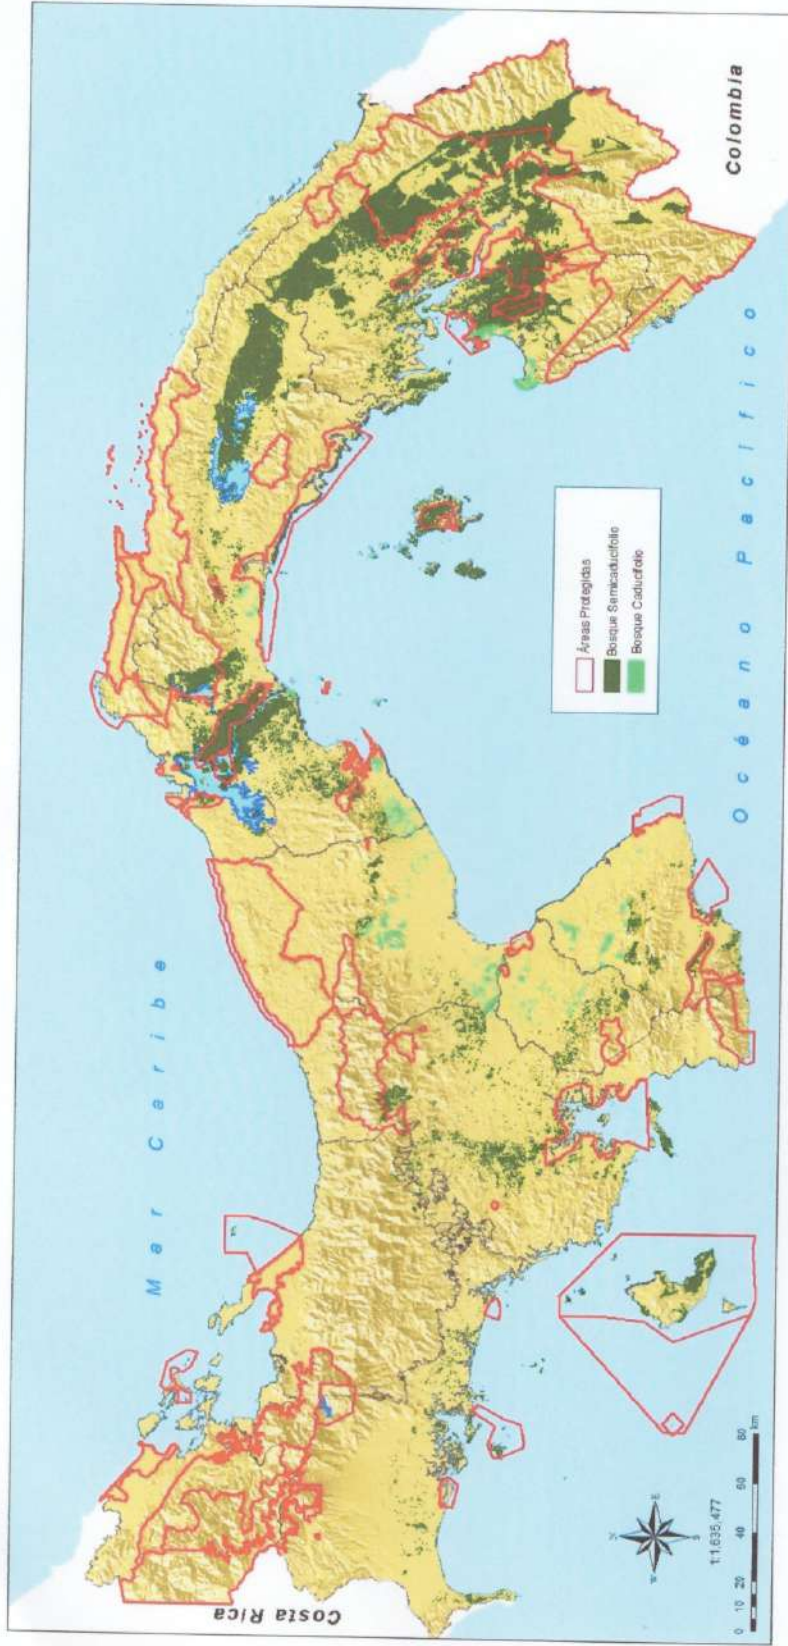 Mar Caribe
Costa Rica
Colombia
Océano Pacífico
Áreas Protegidas
Bosque Semicaducifolio
Bosque Caducifolio
N
W
E
S
1:1,635,477
0 10 20 40 60 80
km